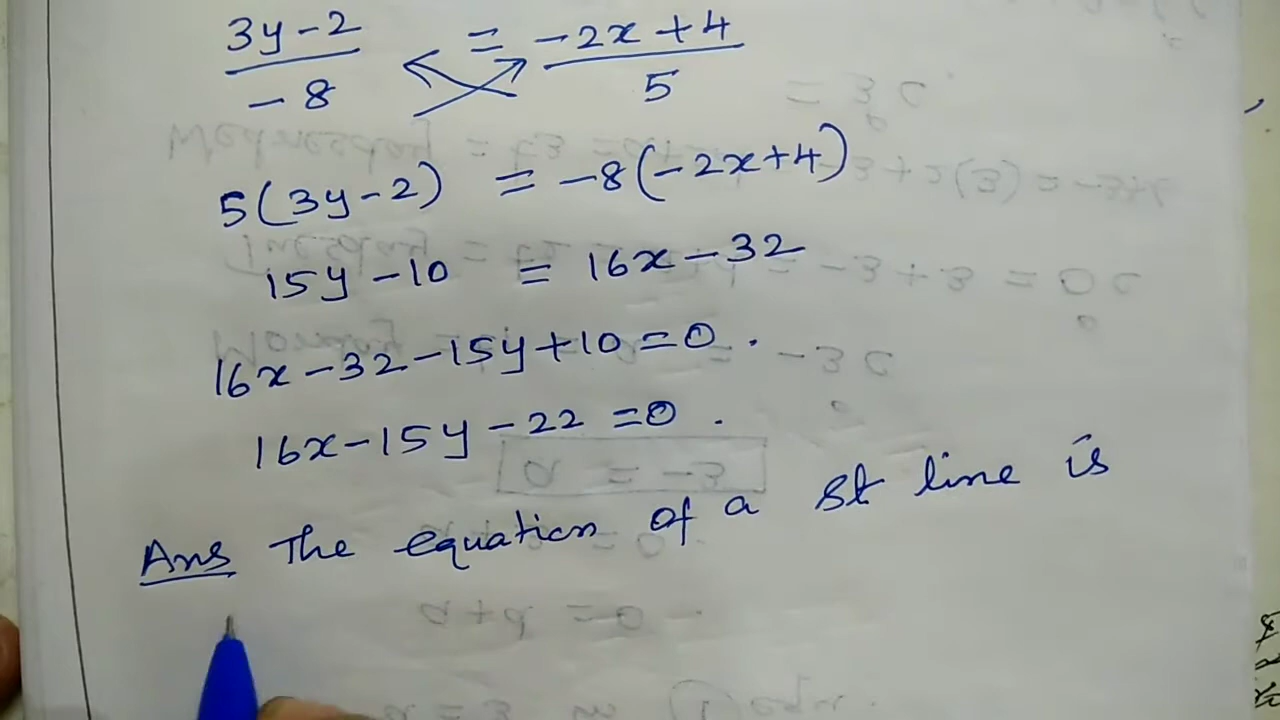 3y-2 = -2x+4
-8 5
5(3y-2) = -8(-2x+4)
15y-10 = 16x-32
16x-32-15y+10=0.
16x-15y-22=0.
Ans The equation of a st line is